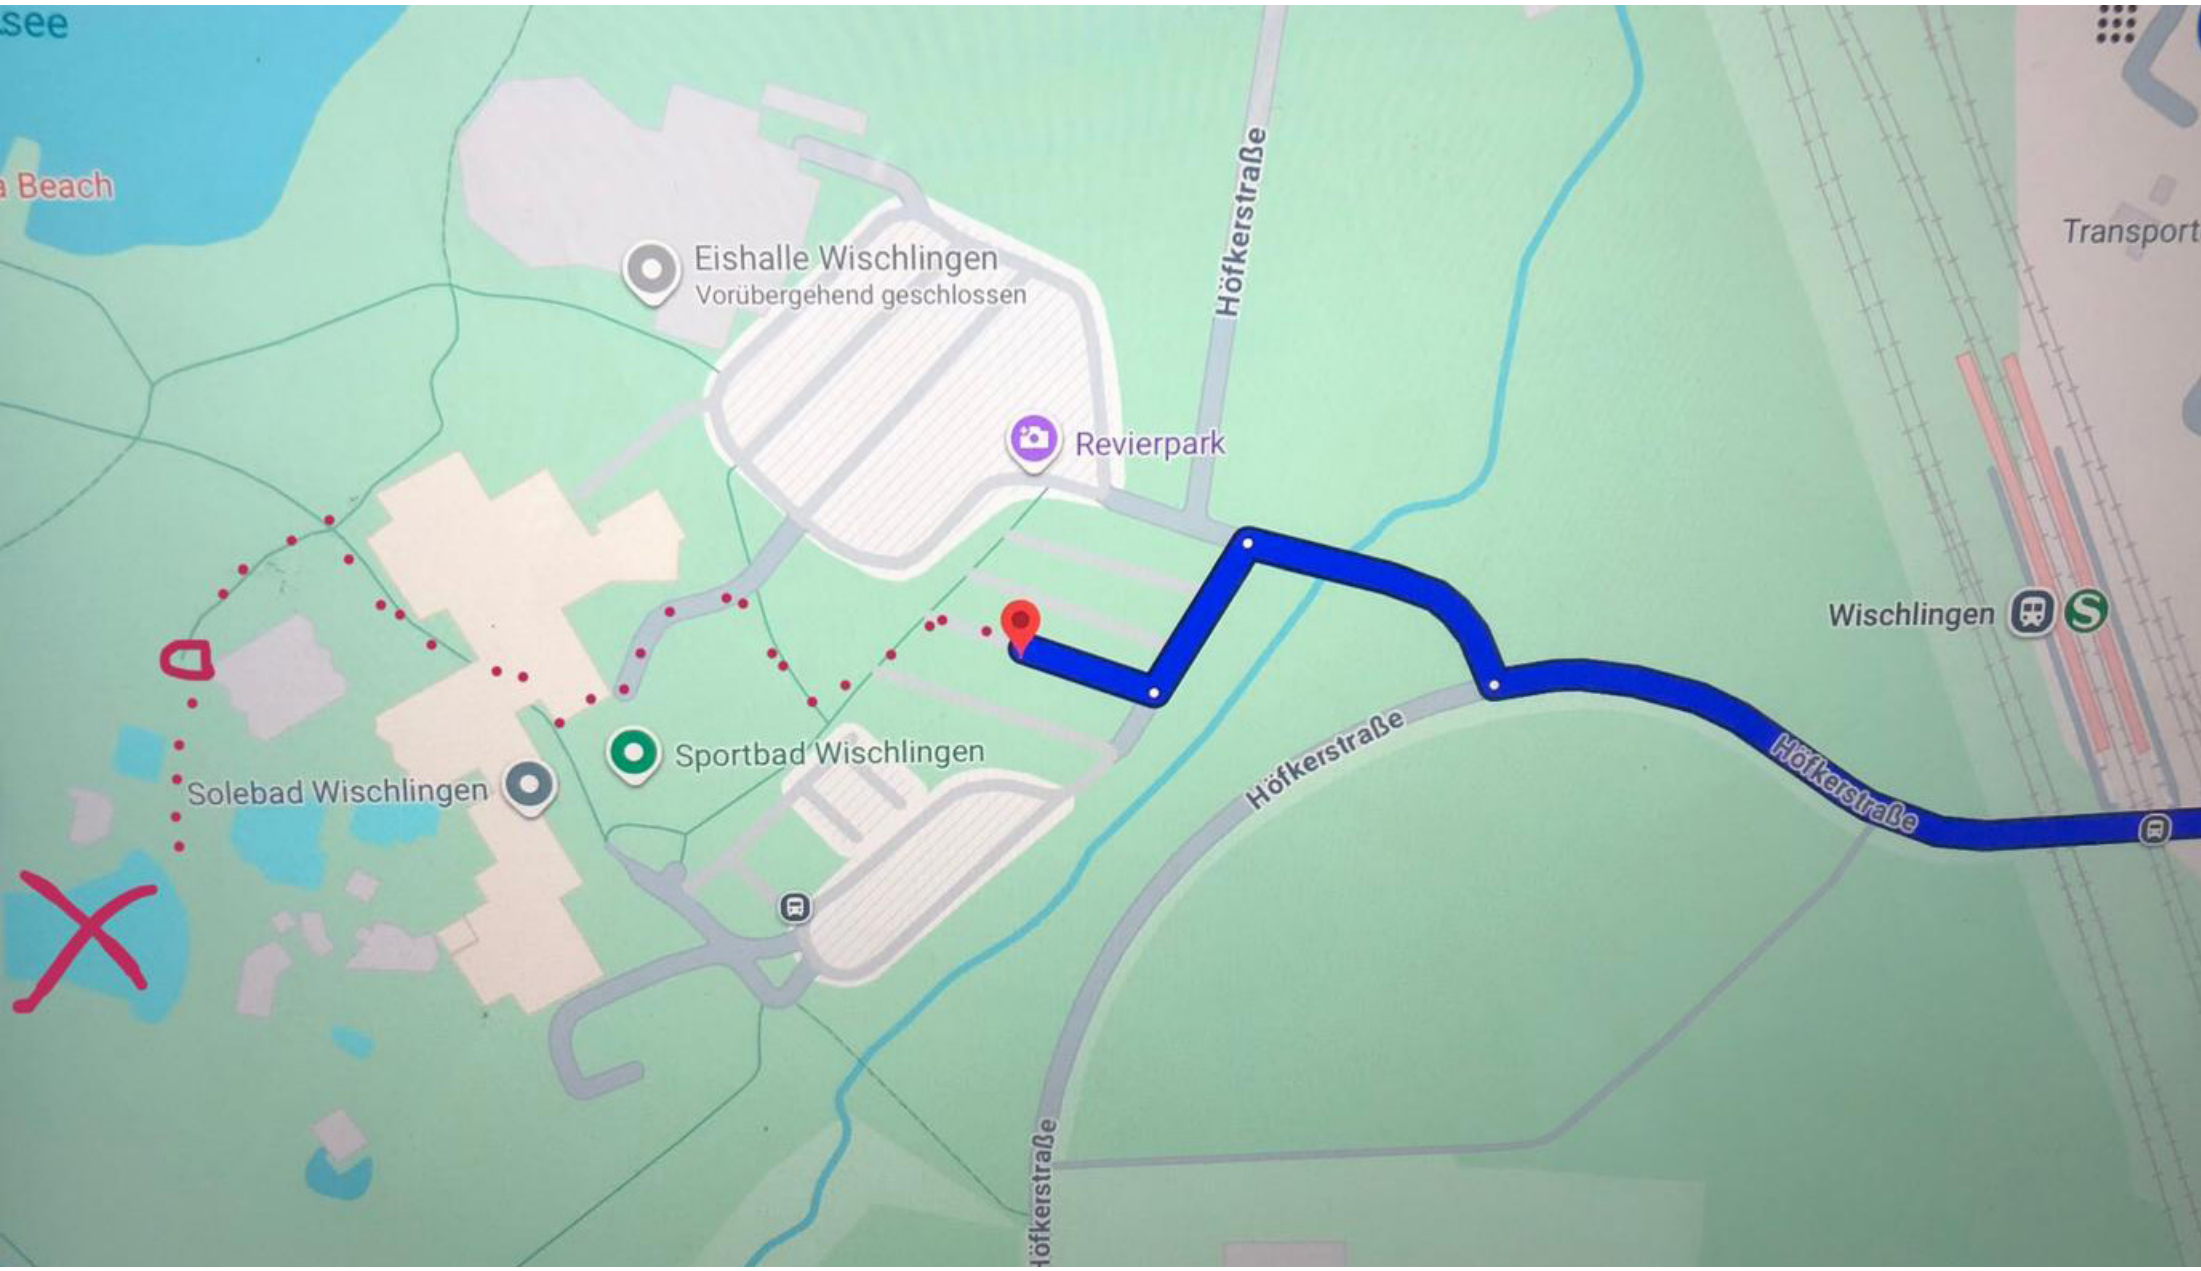 see
a Beach
Eishalle Wischlingen
Vorübergehend geschlossen
Höfkerstraße
Transport
Revierpark
Wischlingen
S
Sportbad Wischlingen
Solebad Wischlingen
Höfkerstraße
Höfkerstraße
Höfkerstraße